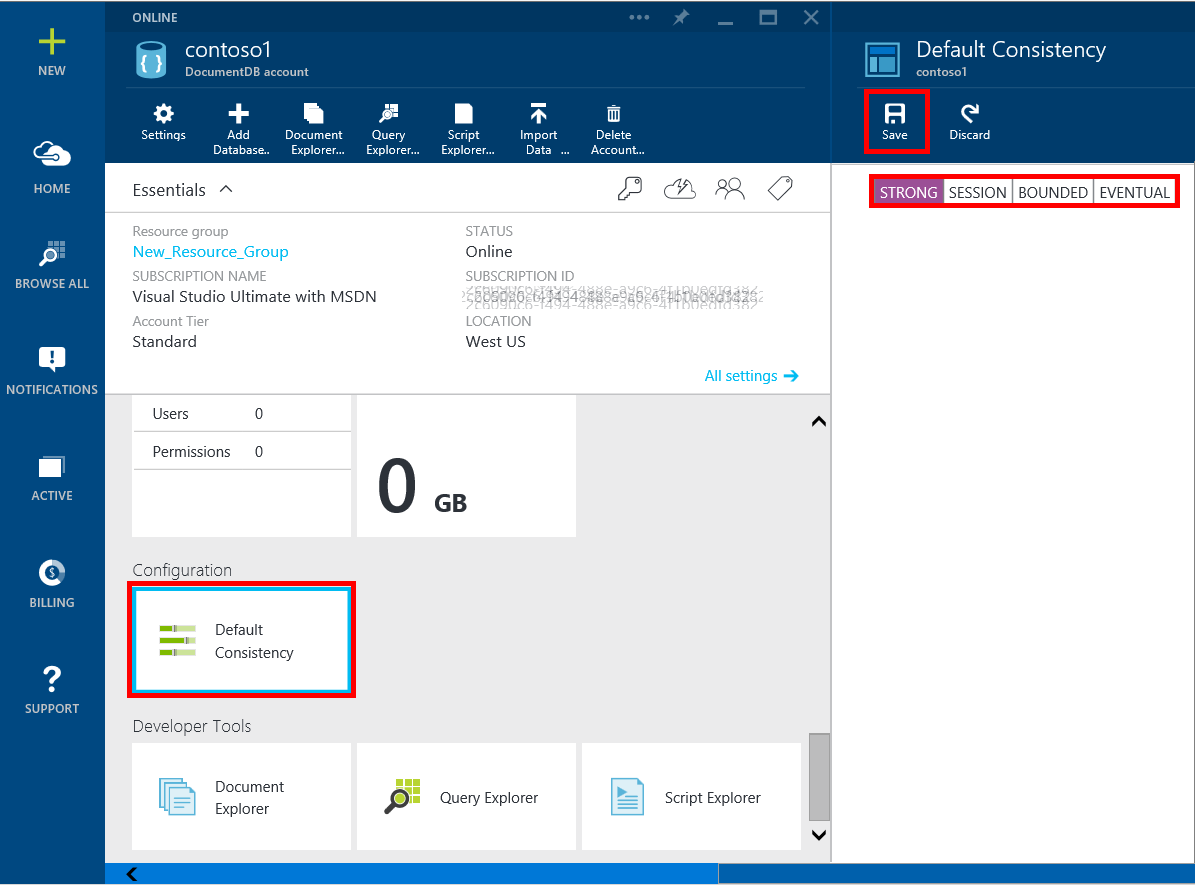 NEW
HOME
BROWSE ALL
NOTIFICATIONS
ACTIVE
BILLING
SUPPORT
ONLINE
contoso1
DocumentDB account
Settings
Add
Database..
Document
Explorer...
Query
Explorer...
Script
Explorer...
Import
Data ...
Delete
Account...
Essentials
Resource group
New_Resource_Group
STATUS
Online
SUBSCRIPTION NAME
Visual Studio Ultimate with MSDN
SUBSCRIPTION ID
Account Tier
Standard
LOCATION
West US
All settings
Users 0
Permissions 0
0 GB
Configuration
Default
Consistency
Developer Tools
Document
Explorer
Query Explorer
Script Explorer
Default Consistency
contoso1
Save
Discard
STRONG SESSION BOUNDED EVENTUAL